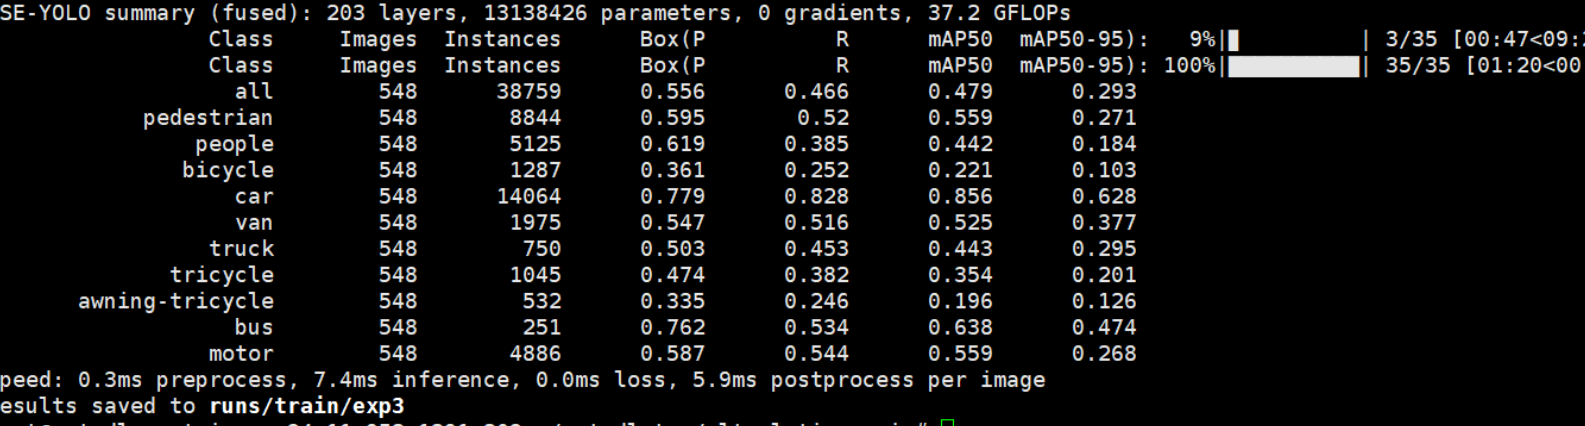 SE-YOLO summary (fused): 203 layers, 13138426 parameters, 0 gradients, 37.2 GFLOPs
Class Images Instances Box(P R mAP50 mAP50-95): 9%|█ | 3/35 [00:47<09:
Class Images Instances Box(P R mAP50 mAP50-95): 100%|██████████| 35/35 [01:20<00
all 548 38759 0.556 0.466 0.479 0.293
pedestrian 548 8844 0.595 0.52 0.559 0.271
people 548 5125 0.619 0.385 0.442 0.184
bicycle 548 1287 0.361 0.252 0.221 0.103
car 548 14064 0.779 0.828 0.856 0.628
van 548 1975 0.547 0.516 0.525 0.377
truck 548 750 0.503 0.453 0.443 0.295
tricycle 548 1045 0.474 0.382 0.354 0.201
awning-tricycle 548 532 0.335 0.246 0.196 0.126
bus 548 251 0.762 0.534 0.638 0.474
motor 548 4886 0.587 0.544 0.559 0.268
peed: 0.3ms preprocess, 7.4ms inference, 0.0ms loss, 5.9ms postprocess per image
esults saved to runs/train/exp3